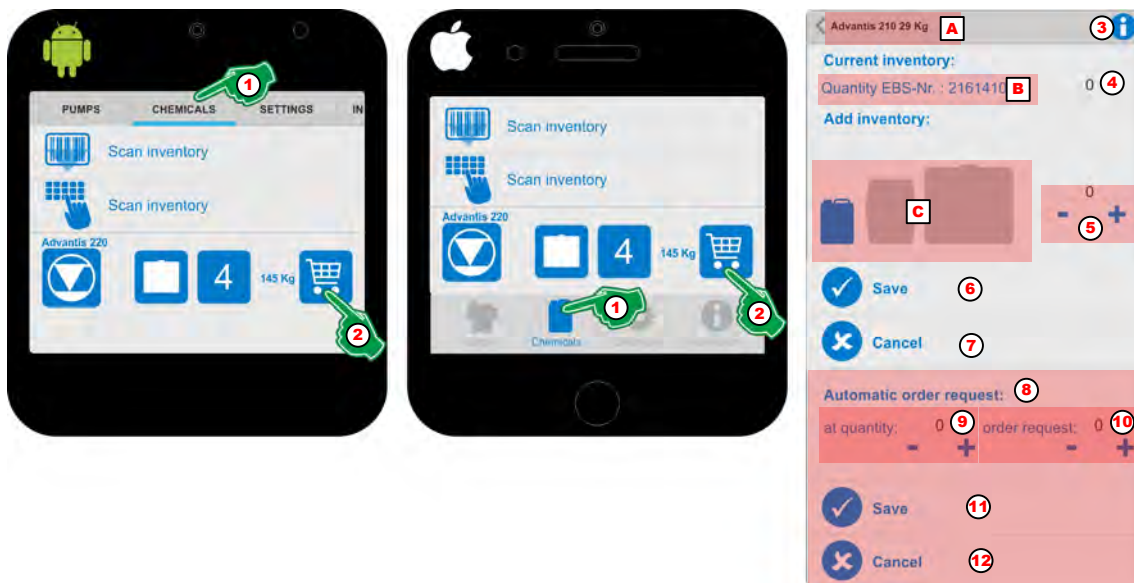 1
PUMPS CHEMICALS SETTINGS IN
Scan inventory
Scan inventory
Advantis 220
4 145 Kg
2
Scan inventory
Scan inventory
Advantis 220
4 145 Kg
1 2
Chemicals
Advantis 210 29 Kg A 3
Current inventory:
Quantity EBS-Nr. : 2161410 B 0 4
Add inventory:
C
0
- +
5
Save 6
Cancel 7
Automatic order request: 8
at quantity: 0 9 order request: 0 10
- + - +
Save 11
Cancel 12